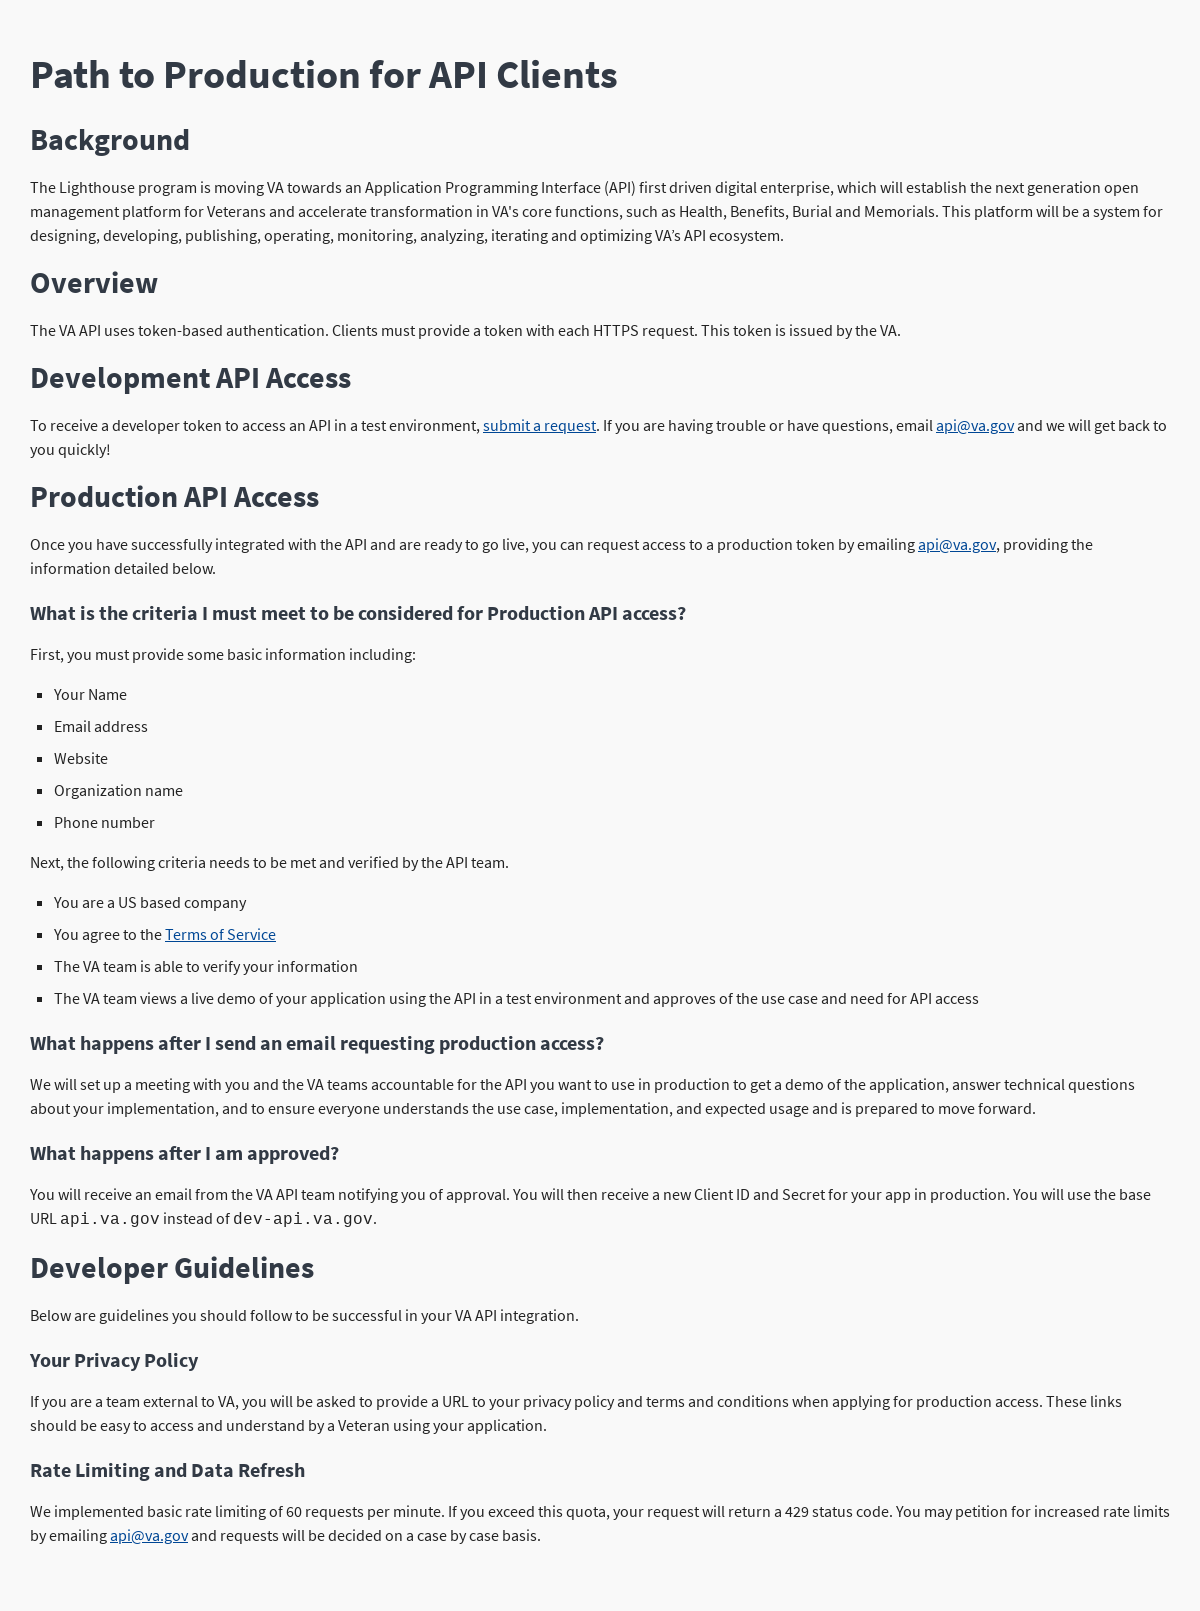 Path to Production for API Clients
Background
The Lighthouse program is moving VA towards an Application Programming Interface (API) first driven digital enterprise, which will establish the next generation open
management platform for Veterans and accelerate transformation in VA's core functions, such as Health, Benefits, Burial and Memorials. This platform will be a system for
designing, developing, publishing, operating, monitoring, analyzing, iterating and optimizing VA’s API ecosystem.
Overview
The VA API uses token-based authentication. Clients must provide a token with each HTTPS request. This token is issued by the VA.
Development API Access
To receive a developer token to access an API in a test environment, submit a request. If you are having trouble or have questions, email api@va.gov and we will get back to
you quickly!
Production API Access
Once you have successfully integrated with the API and are ready to go live, you can request access to a production token by emailing api@va.gov, providing the
information detailed below.
What is the criteria I must meet to be considered for Production API access?
First, you must provide some basic information including:
▪ Your Name
▪ Email address
▪ Website
▪ Organization name
▪ Phone number
Next, the following criteria needs to be met and verified by the API team.
▪ You are a US based company
▪ You agree to the Terms of Service
▪ The VA team is able to verify your information
▪ The VA team views a live demo of your application using the API in a test environment and approves of the use case and need for API access
What happens after I send an email requesting production access?
We will set up a meeting with you and the VA teams accountable for the API you want to use in production to get a demo of the application, answer technical questions
about your implementation, and to ensure everyone understands the use case, implementation, and expected usage and is prepared to move forward.
What happens after I am approved?
You will receive an email from the VA API team notifying you of approval. You will then receive a new Client ID and Secret for your app in production. You will use the base
URL api.va.gov instead of dev-api.va.gov.
Developer Guidelines
Below are guidelines you should follow to be successful in your VA API integration.
Your Privacy Policy
If you are a team external to VA, you will be asked to provide a URL to your privacy policy and terms and conditions when applying for production access. These links
should be easy to access and understand by a Veteran using your application.
Rate Limiting and Data Refresh
We implemented basic rate limiting of 60 requests per minute. If you exceed this quota, your request will return a 429 status code. You may petition for increased rate limits
by emailing api@va.gov and requests will be decided on a case by case basis.